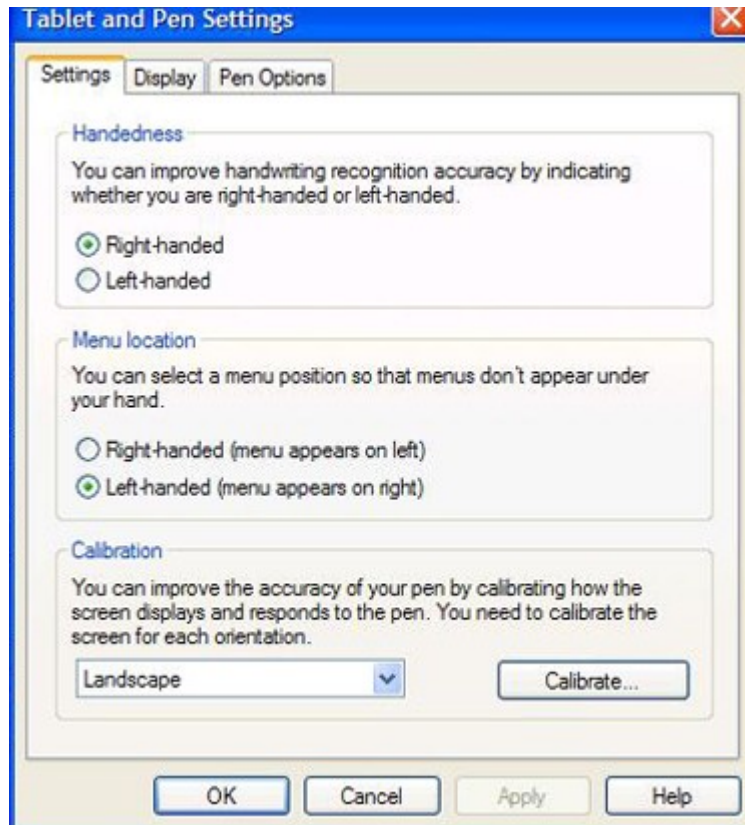 Tablet and Pen Settings
Settings Display Pen Options
Handedness
You can improve handwriting recognition accuracy by indicating
whether you are right-handed or left-handed.
Right-handed
Left-handed
Menu location
You can select a menu position so that menus don't appear under
your hand.
Right-handed (menu appears on left)
Left-handed (menu appears on right)
Calibration
You can improve the accuracy of your pen by calibrating how the
screen displays and responds to the pen. You need to calibrate the
screen for each orientation.
Landscape Calibrate...
OK Cancel Apply Help